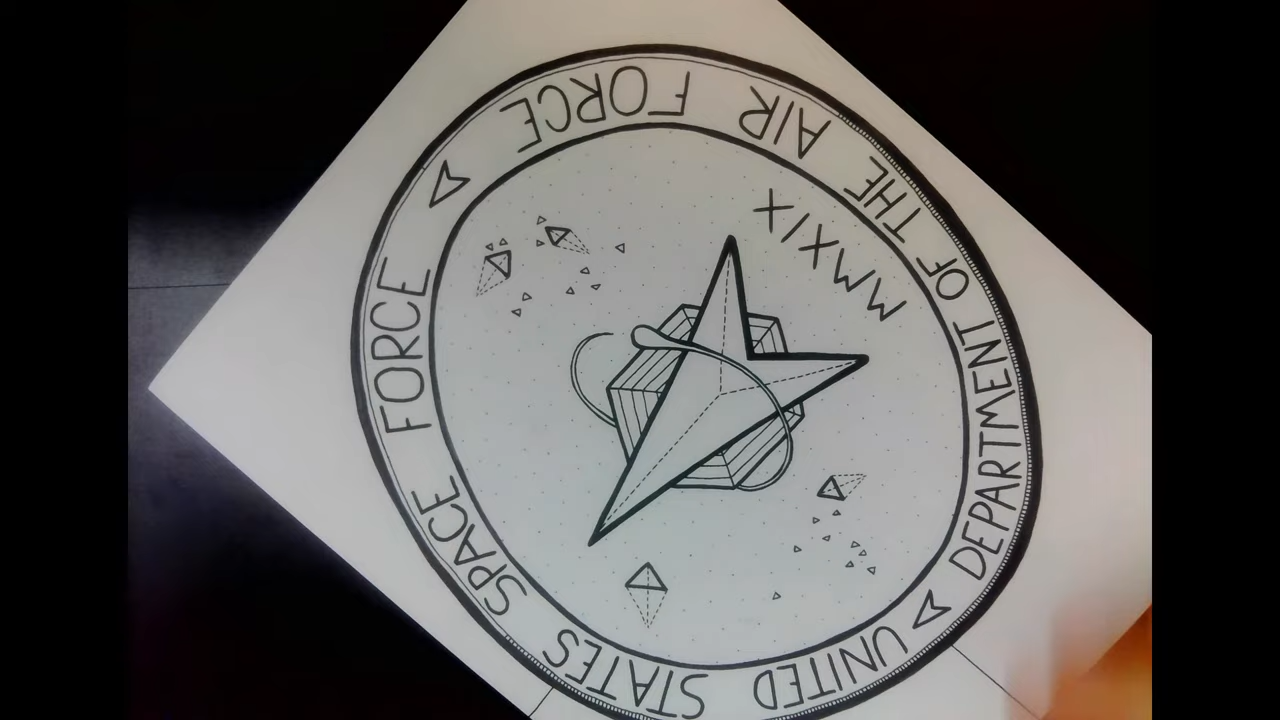 UNITED STATES SPACE FORCE
DEPARTMENT OF THE AIR FORCE
MMXIX